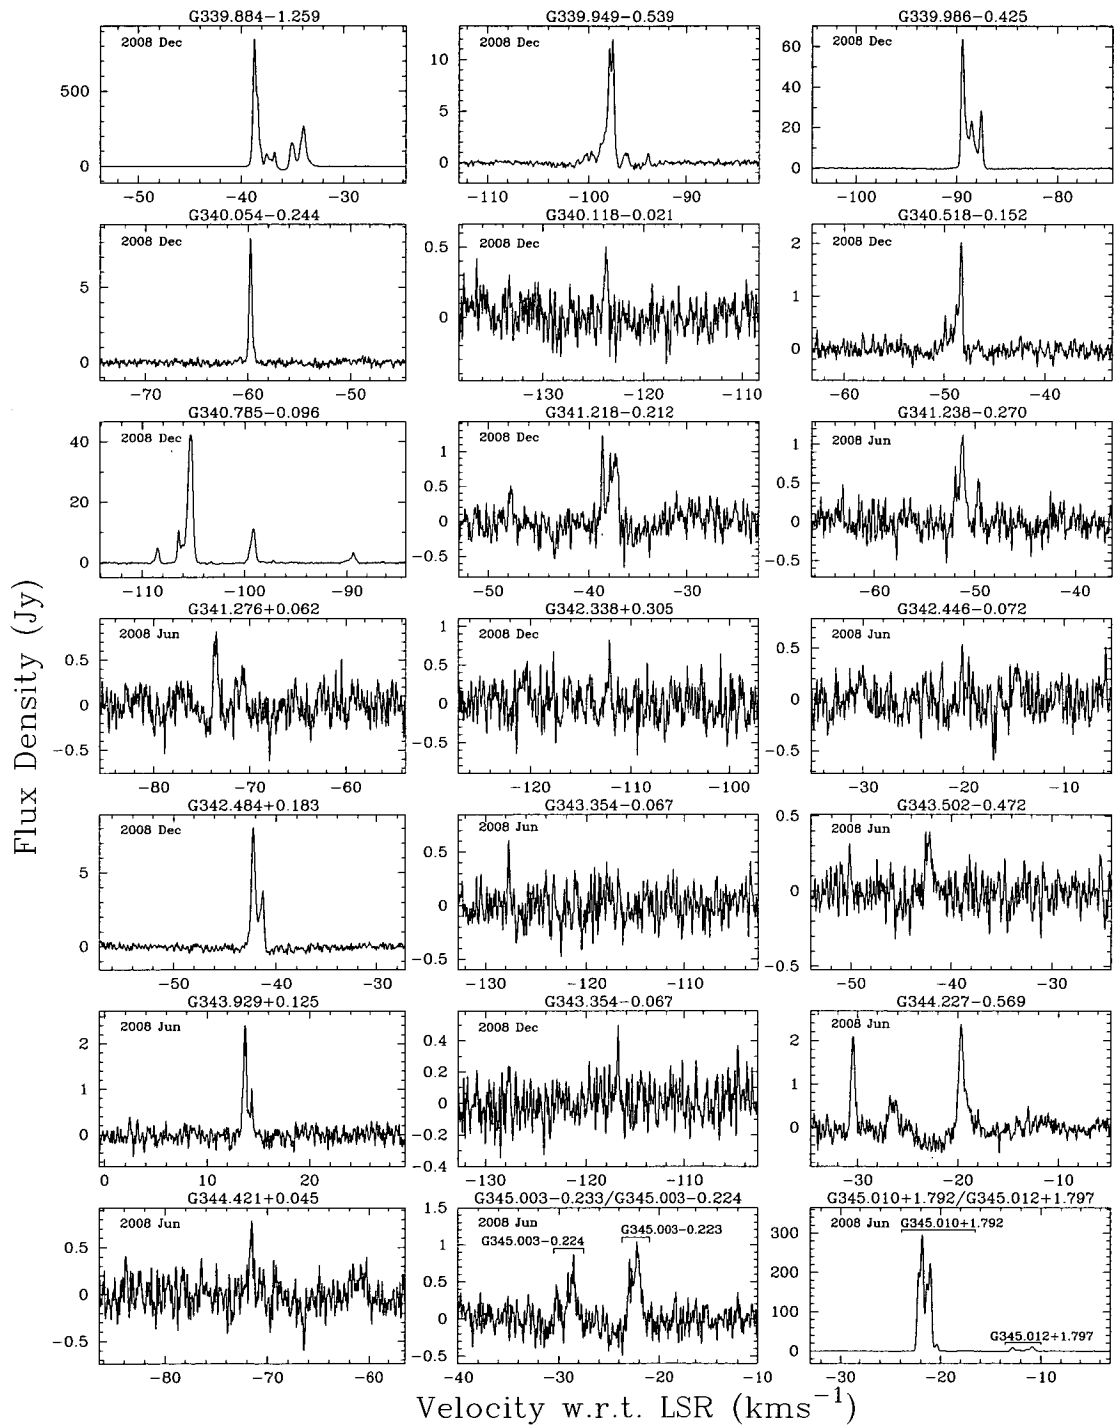 G339.884−1.259
2008 Dec
500
0
−50 −40 −30
G339.949−0.539
2008 Dec
10
5
0
−110 −100 −90
G339.986−0.425
2008 Dec
60
40
20
0
−100 −90 −80
G340.054−0.244
2008 Dec
5
0
−70 −60 −50
G340.118−0.021
2008 Dec
0.5
0
−130 −120 −110
G340.518−0.152
2008 Dec
2
1
0
−60 −50 −40
G340.785−0.096
2008 Dec
40
20
0
−110 −100 −90
G341.218−0.212
2008 Dec
1
0.5
0
−0.5
−50 −40 −30
G341.238−0.270
2008 Jun
1
0.5
0
−0.5
−60 −50 −40
G341.276+0.062
2008 Jun
0.5
0
−0.5
−80 −70 −60
G342.338+0.305
2008 Dec
1
0.5
0
−0.5
−120 −110 −100
G342.446−0.072
2008 Jun
0.5
0
−0.5
−30 −20 −10
G342.484+0.183
2008 Dec
5
0
−50 −40 −30
G343.354−0.067
2008 Jun
0.5
0
−0.5
−130 −120 −110
G343.502−0.472
2008 Jun
0.5
0
−0.5
−50 −40 −30
G343.929+0.125
2008 Jun
2
1
0
0 10 20
G343.354−0.067
2008 Dec
0.4
0.2
0
−0.2
−0.4
−130 −120 −110
G344.227−0.569
2008 Jun
2
1
0
−30 −20 −10
G344.421+0.045
2008 Jun
0.5
0
−0.5
−80 −70 −60
G345.003−0.233/G345.003−0.224
2008 Jun
G345.003−0.224
G345.003−0.223
1.5
1
0.5
0
−0.5
−40 −30 −20 −10
G345.010+1.792/G345.012+1.797
2008 Jun
G345.010+1.792
G345.012+1.797
300
200
100
0
−30 −20 −10
Flux Density (Jy)
Velocity w.r.t. LSR (kms−1)